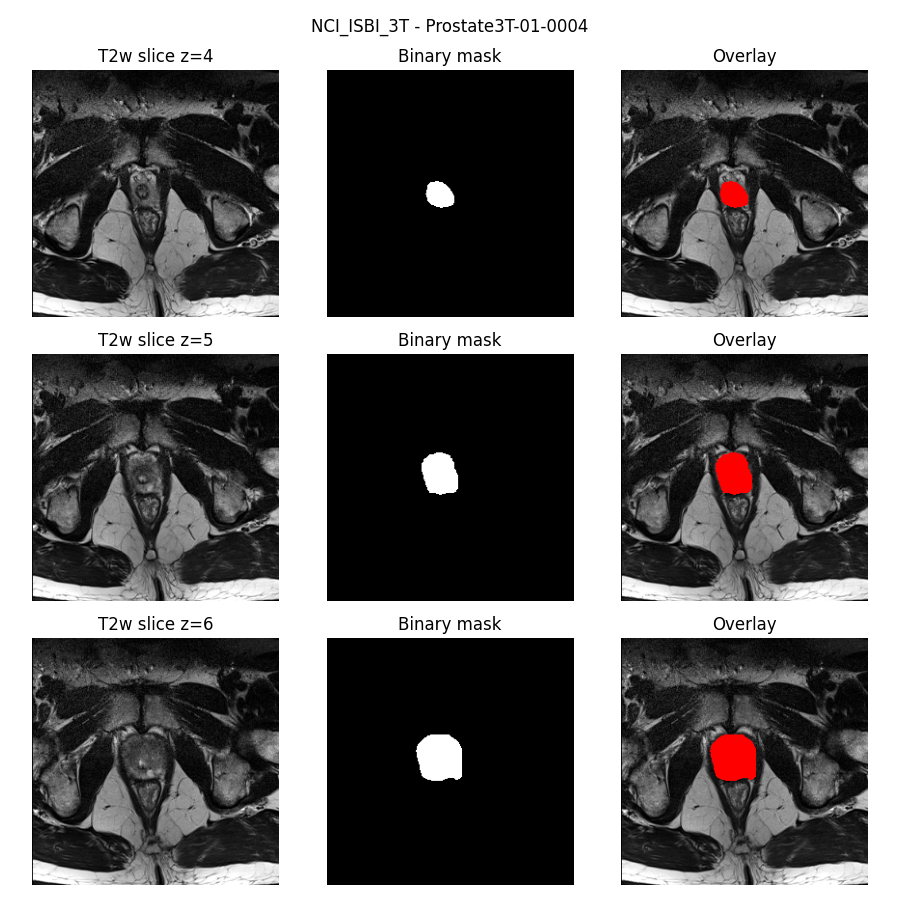 NCI_ISBI_3T - Prostate3T-01-0004
T2w slice z=4
Binary mask
Overlay
T2w slice z=5
Binary mask
Overlay
T2w slice z=6
Binary mask
Overlay